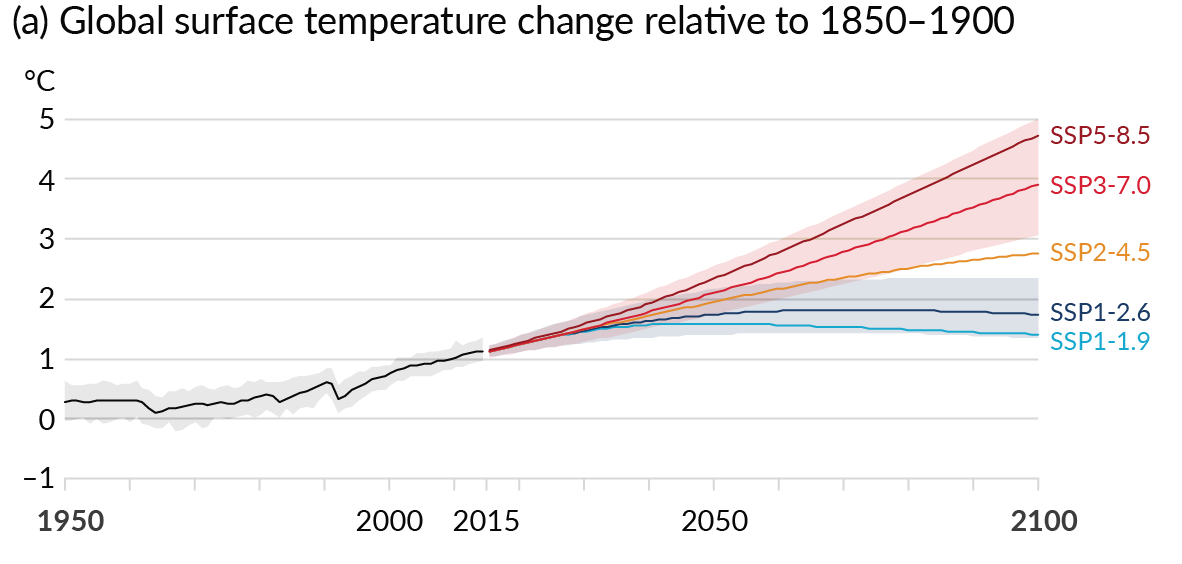 (a) Global surface temperature change relative to 1850–1900
°C
5
SSP5-8.5
4
SSP3-7.0
3
SSP2-4.5
2
SSP1-2.6
SSP1-1.9
1
0
−1
1950 2000 2015 2050 2100